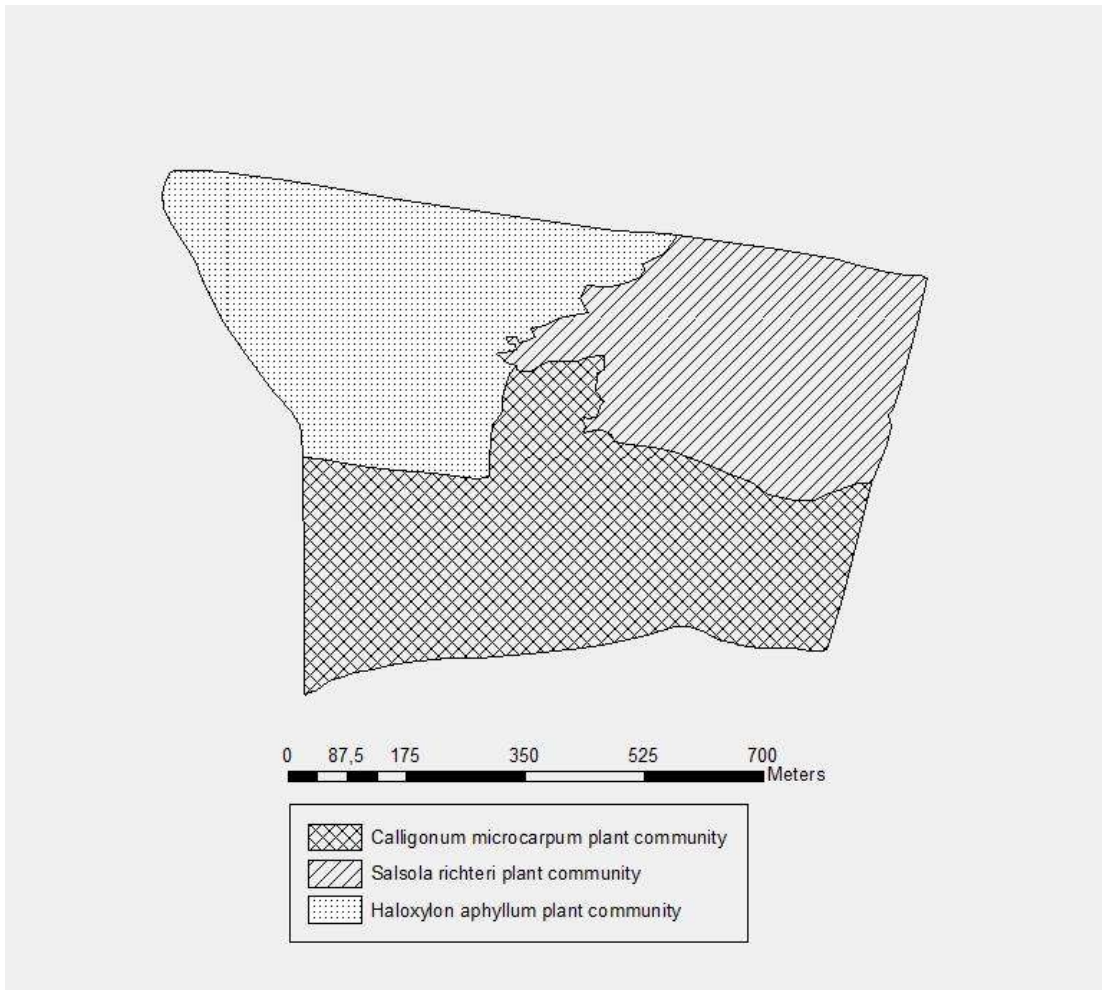 0 87,5 175 350 525 700
Meters
Calligonum microcarpum plant community
Salsola richteri plant community
Haloxylon aphyllum plant community